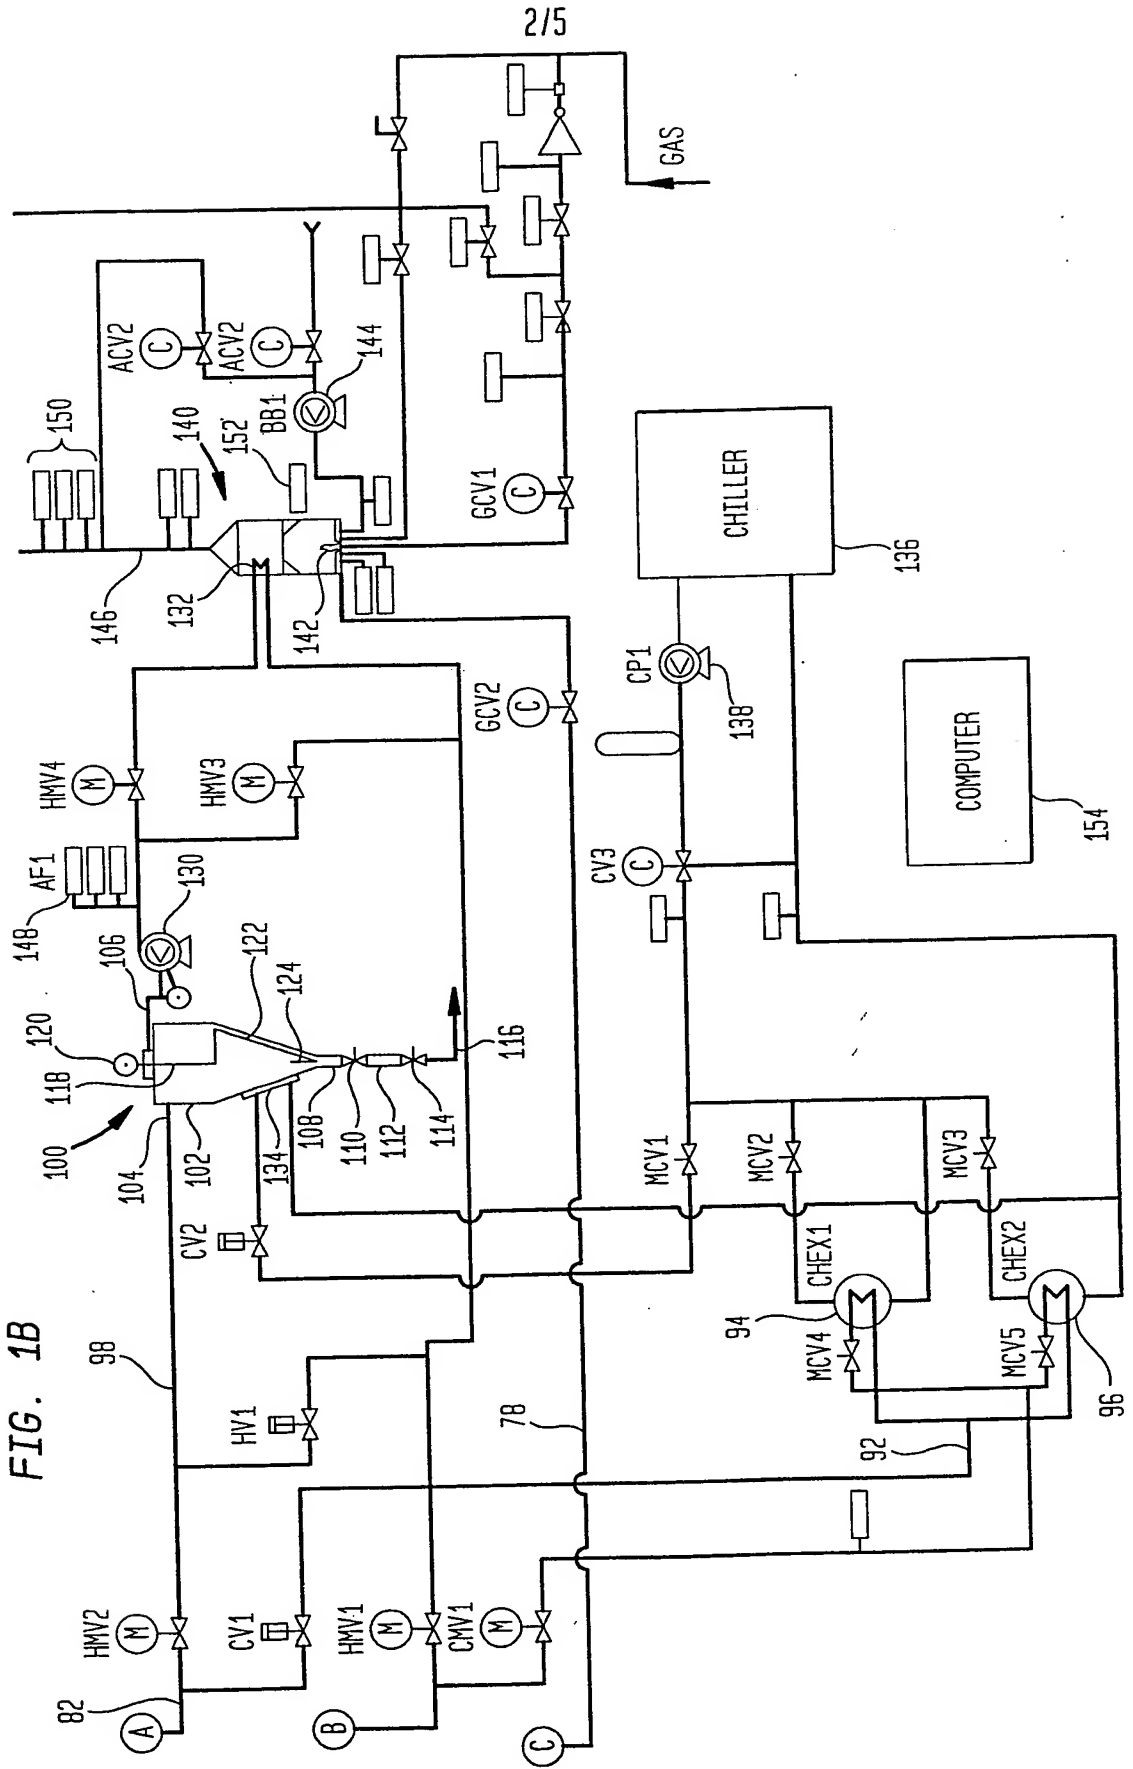 2/5
FIG. 1B
A
82
HMV2
M
CV1
98
HV1
B
HMV1
M
CMV1
M
C
78
92
100
104
102
118
120
106
148
AF1
130
122
124
134
108
110
112
114
116
CV2
HMV4
M
HMV3
M
146
132
142
150
140
152
BB1
144
ACV2
C
ACV2
C
GCV1
C
GCV2
C
GAS
CHILLER
136
CP1
138
CV3
C
COMPUTER
154
MCV1
MCV2
MCV3
CHEX1
94
MCV4
CHEX2
MCV5
96